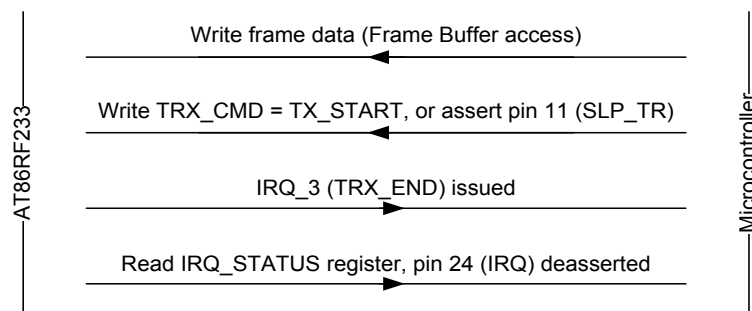 Write frame data (Frame Buffer access)
Write TRX_CMD = TX_START, or assert pin 11 (SLP_TR)
AT86RF233
Microcontroller
IRQ_3 (TRX_END) issued
Read IRQ_STATUS register, pin 24 (IRQ) deasserted